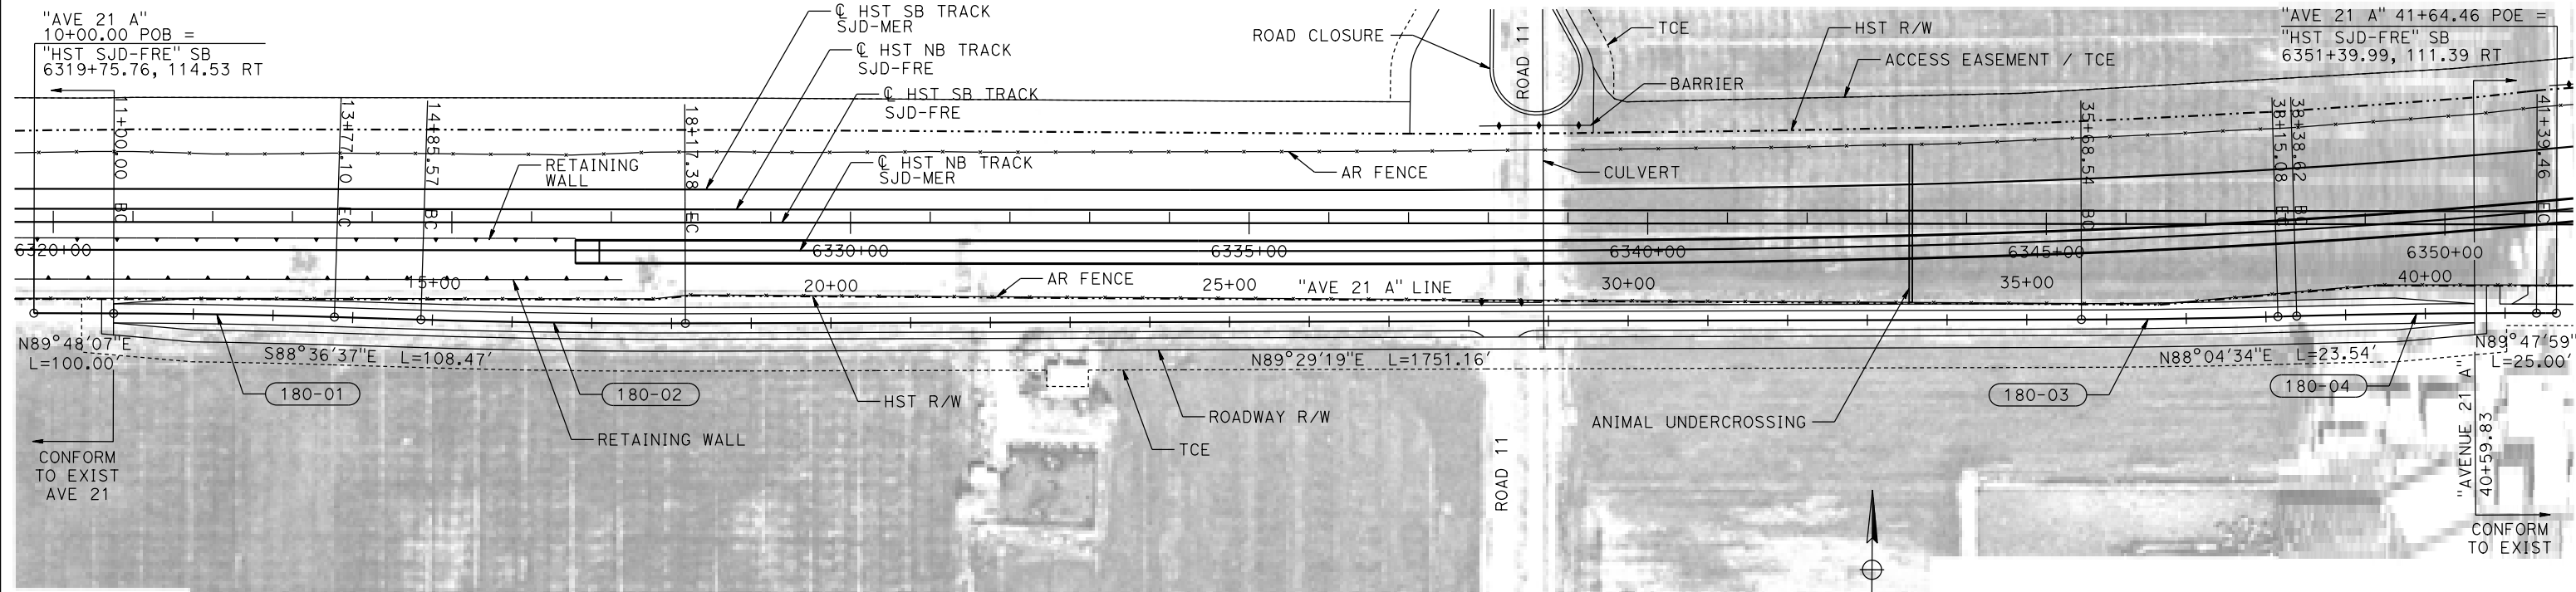 "AVE 21 A"
10+00.00 POB =
"HST SJD-FRE" SB
6319+75.76, 114.53 RT
℄ HST SB TRACK
SJD-MER
℄ HST NB TRACK
SJD-FRE
℄ HST SB TRACK
SJD-FRE
℄ HST NB TRACK
SJD-MER
ROAD CLOSURE
ROAD 11
TCE
HST R/W
ACCESS EASEMENT / TCE
BARRIER
"AVE 21 A" 41+64.46 POE =
"HST SJD-FRE" SB
6351+39.99, 111.39 RT
11+00.00 BC
13+77.10 EC
14+85.57 BC
18+17.38 EC
35+68.54 BC
38+15.08 EC
38+38.62 BC
41+39.46 EC
RETAINING
WALL
AR FENCE
CULVERT
6320+00
6330+00
6335+00
6340+00
6345+00
6350+00
15+00
20+00
AR FENCE
25+00
"AVE 21 A" LINE
30+00
35+00
40+00
N89°48'07"E
L=100.00'
S88°36'37"E L=108.47'
N89°29'19"E L=1751.16'
N88°04'34"E L=23.54'
N89°47'59"
L=25.00'
180-01
180-02
HST R/W
ROADWAY R/W
TCE
RETAINING WALL
ANIMAL UNDERCROSSING
180-03
180-04
CONFORM
TO EXIST
AVE 21
ROAD 11
"AVENUE 21 A"
40+59.83
CONFORM
TO EXIST